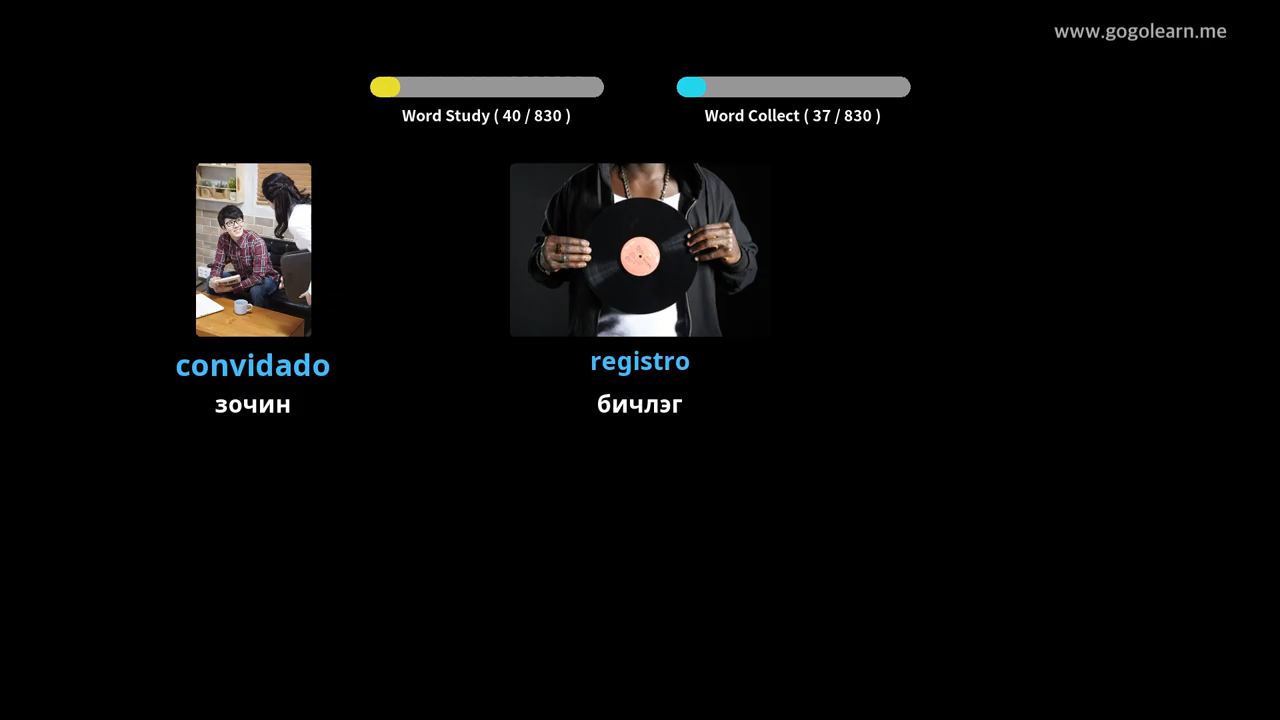 www.gogolearn.me
Word Study ( 40 / 830 )
Word Collect ( 37 / 830 )
convidado
зочин
registro
бичлэг